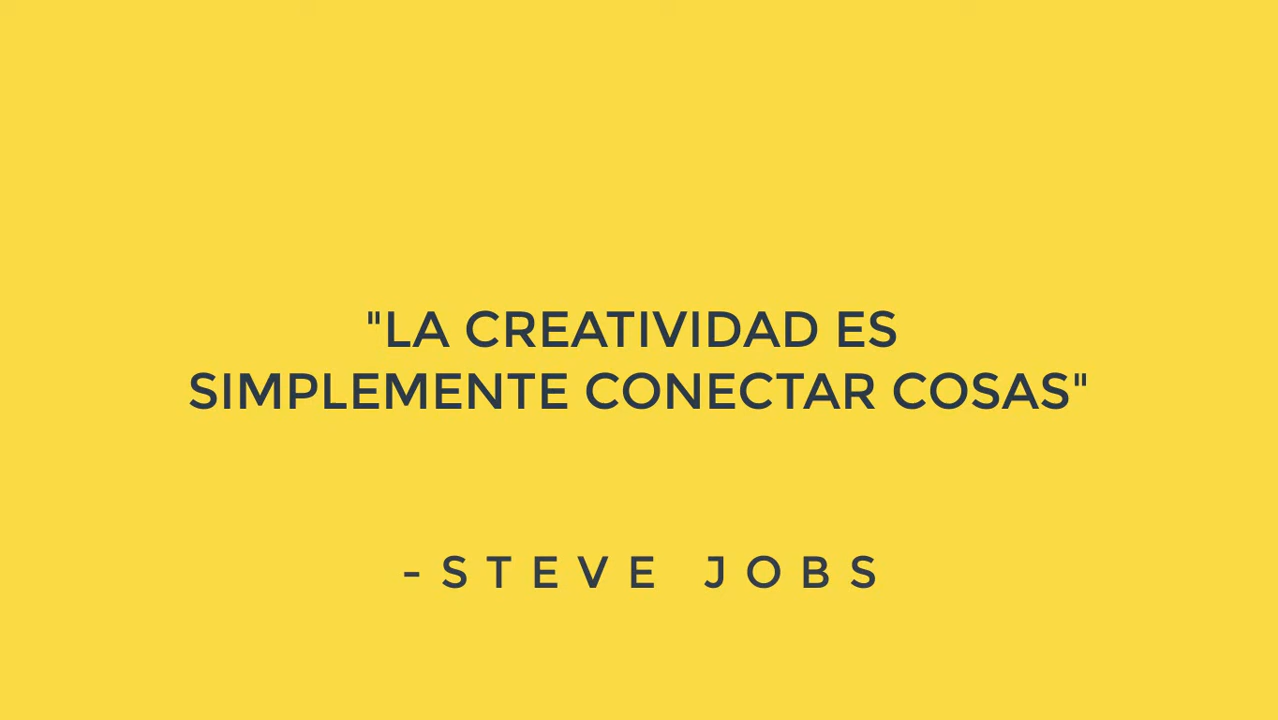 "LA CREATIVIDAD ES
SIMPLEMENTE CONECTAR COSAS"
-STEVE JOBS